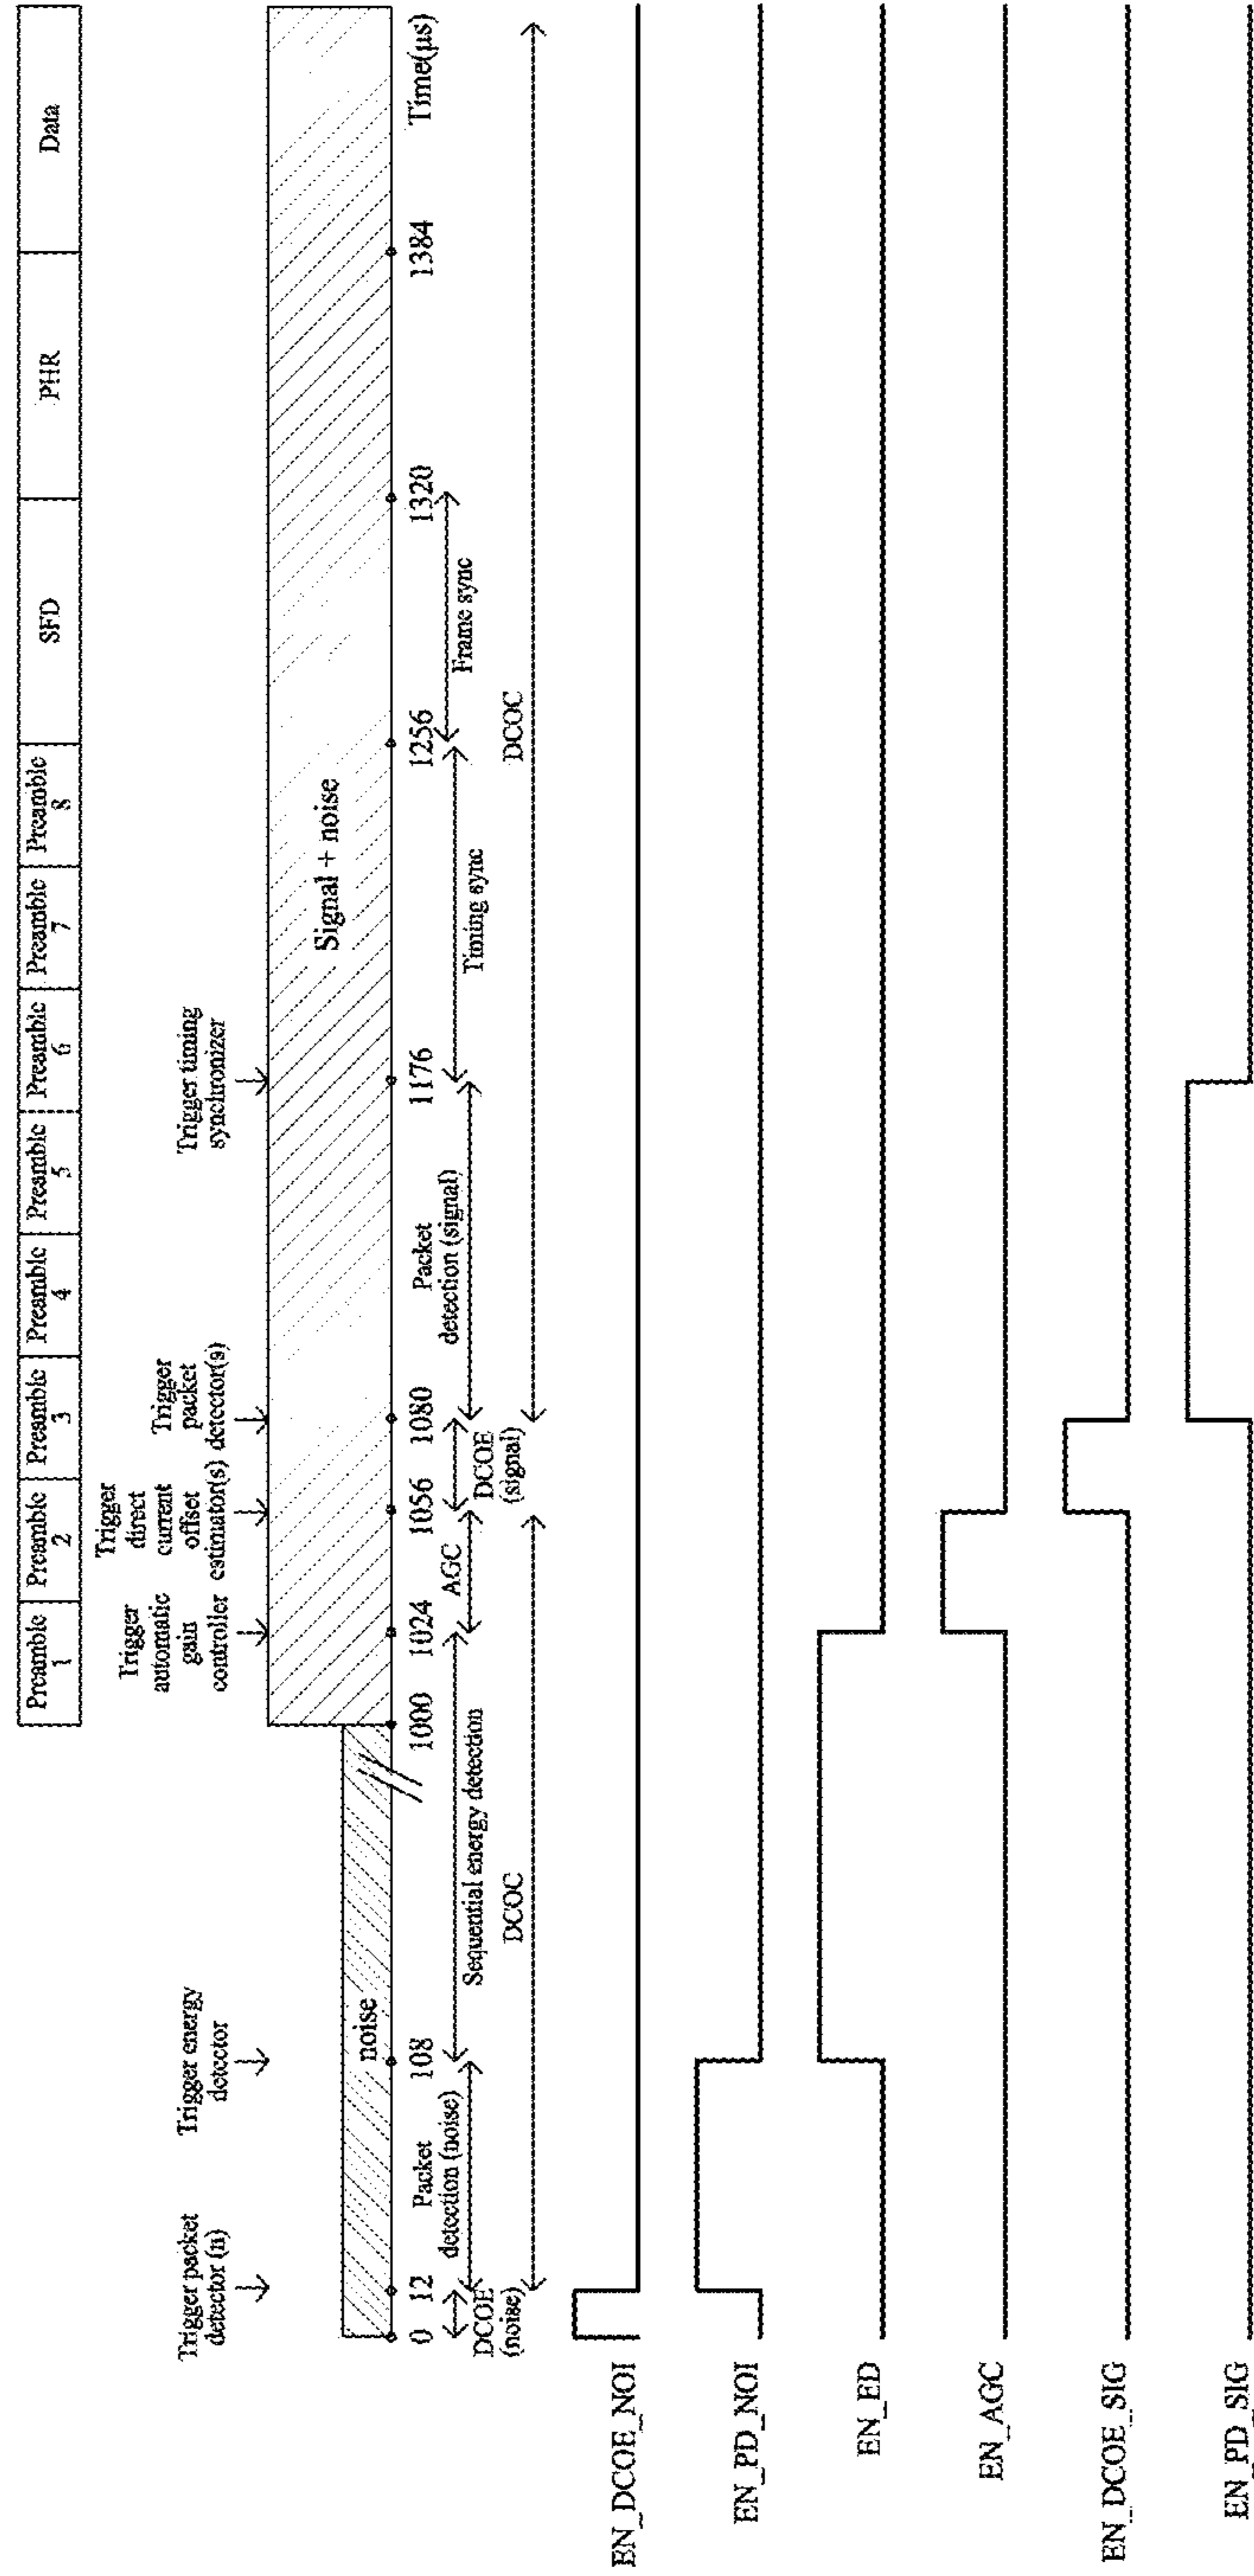 Preamble 1
Preamble 2
Preamble 3
Preamble 4
Preamble 5
Preamble 6
Preamble 7
Preamble 8
SFD
PHR
Data
Trigger packet
detector (n)
Trigger energy
detector
Trigger
automatic
gain
controller
Trigger
direct
current
offset
estimator(s)
Trigger
packet
detector(s)
Trigger timing
synchronizer
noise
Signal + noise
0
12
108
1000
1024
1056
1080
1176
1256
1320
1384
Time(μs)
DCOE
(noise)
Packet
detection (noise)
Sequential energy detection
AGC
DCOE
(signal)
Packet
detection (signal)
Timing sync
Frame sync
DCOC
DCOC
EN_DCOE_NOI
EN_PD_NOI
EN_ED
EN_AGC
EN_DCOE_SIG
EN_PD_SIG